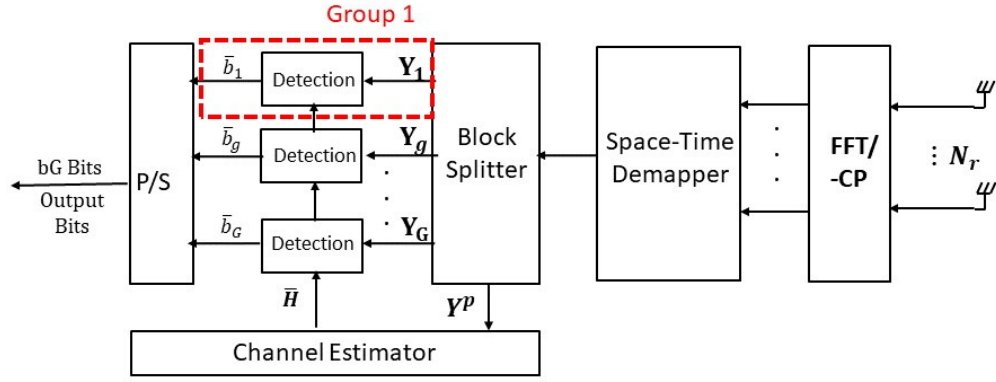 Group 1
b̄₁
Detection
Y₁
b̄g
Detection
Yg
Block
Splitter
Space-Time
Demapper
FFT/
-CP
⋮ Nᵣ
bG Bits
Output
Bits
P/S
b̄G
Detection
YG
H̄
Yᵖ
Channel Estimator